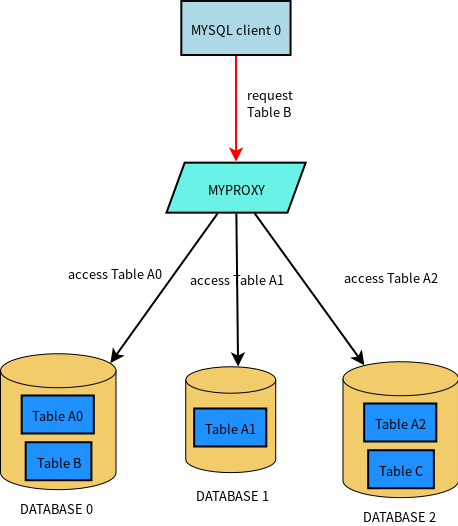 MYSQL client 0
request
Table B
MYPROXY
access Table A0
access Table A1
access Table A2
Table A0
Table B
DATABASE 0
Table A1
DATABASE 1
Table A2
Table C
DATABASE 2